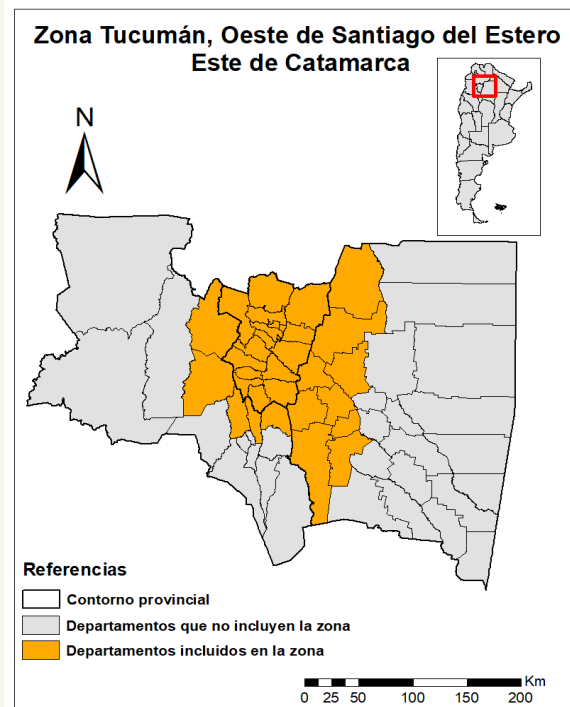 Zona Tucumán, Oeste de Santiago del Estero
Este de Catamarca
N
Referencias
Contorno provincial
Departamentos que no incluyen la zona
Departamentos incluidos en la zona
Km
0 25 50 100 150 200